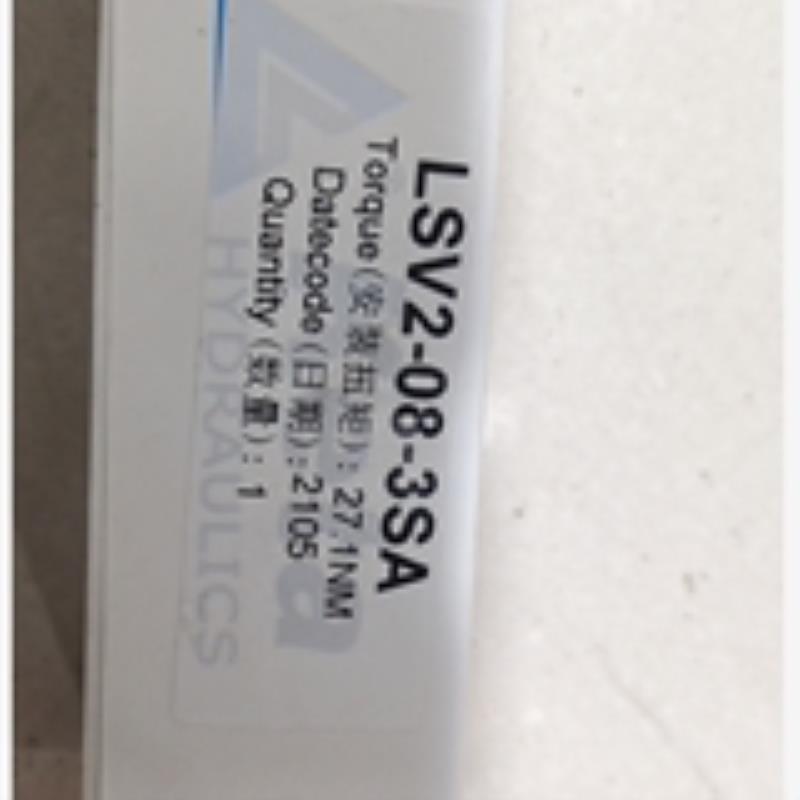 LSV2-08-3SA
Torque(安装扭矩):27.1NM
Datecode(日期):2105
Quantity(数量):1
HYDRAULICS